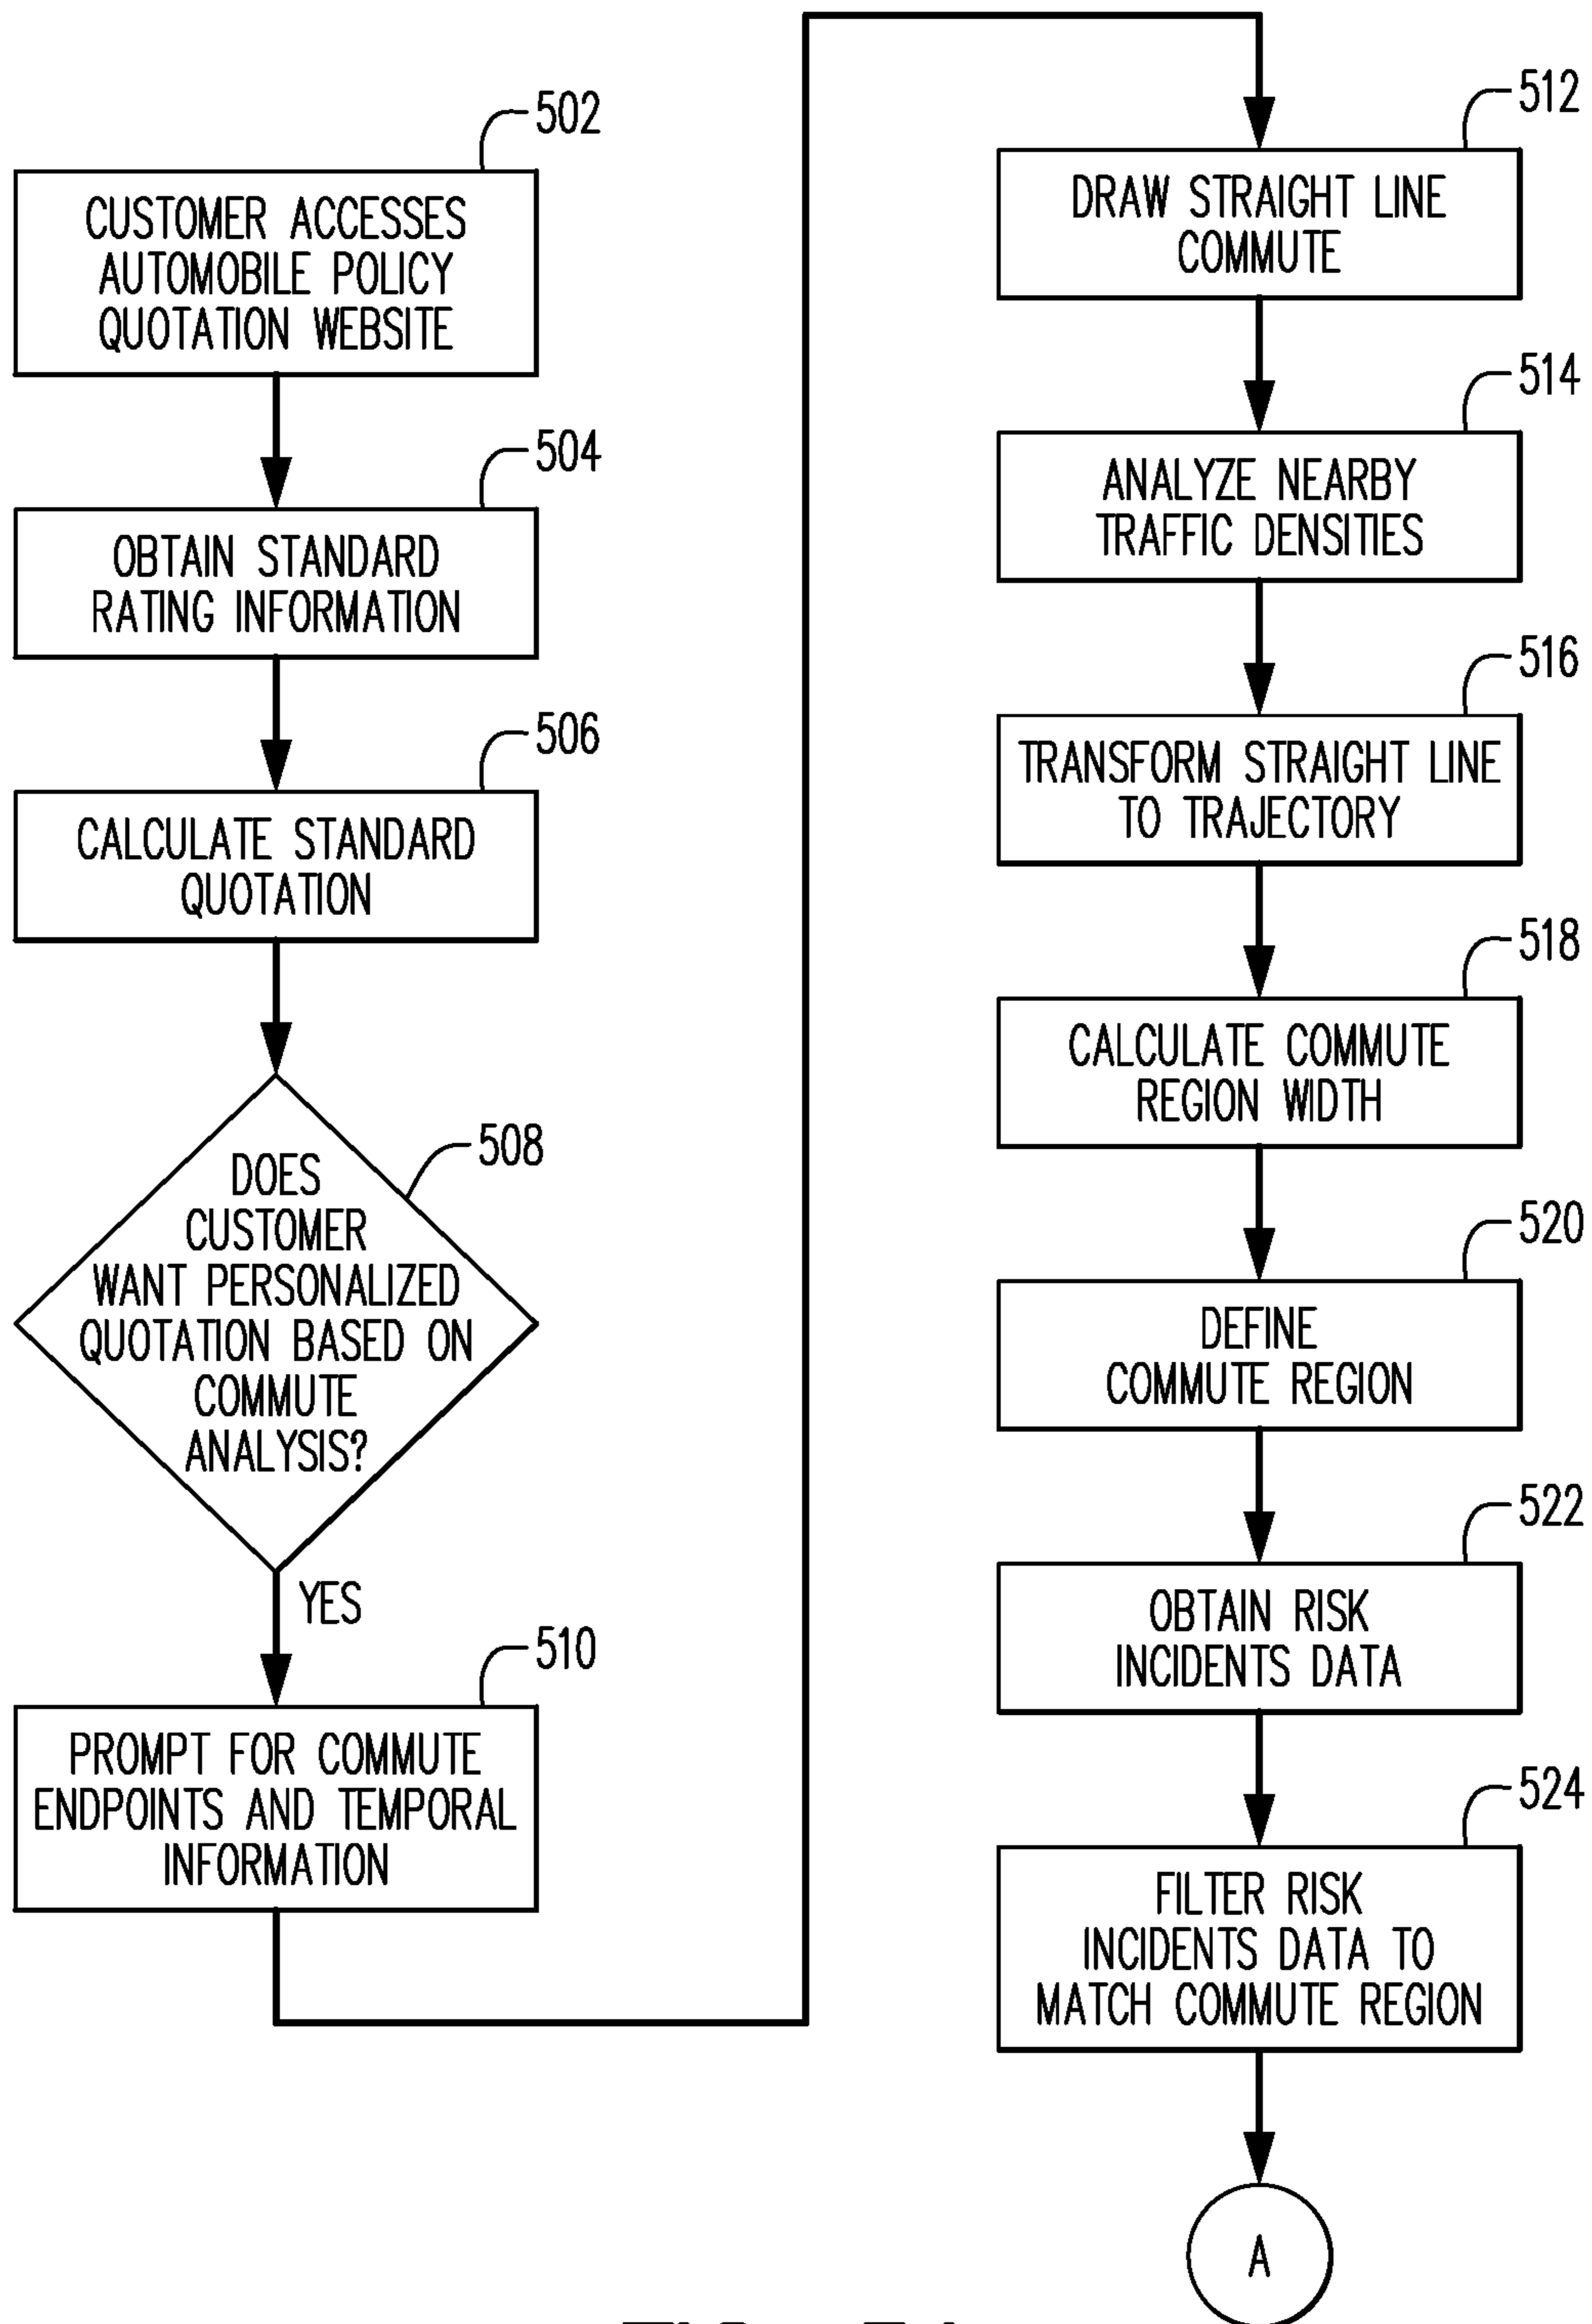 502
CUSTOMER ACCESSES
AUTOMOBILE POLICY
QUOTATION WEBSITE
504
OBTAIN STANDARD
RATING INFORMATION
506
CALCULATE STANDARD
QUOTATION
508
DOES
CUSTOMER
WANT PERSONALIZED
QUOTATION BASED ON
COMMUTE
ANALYSIS?
YES
510
PROMPT FOR COMMUTE
ENDPOINTS AND TEMPORAL
INFORMATION
512
DRAW STRAIGHT LINE
COMMUTE
514
ANALYZE NEARBY
TRAFFIC DENSITIES
516
TRANSFORM STRAIGHT LINE
TO TRAJECTORY
518
CALCULATE COMMUTE
REGION WIDTH
520
DEFINE
COMMUTE REGION
522
OBTAIN RISK
INCIDENTS DATA
524
FILTER RISK
INCIDENTS DATA TO
MATCH COMMUTE REGION
A